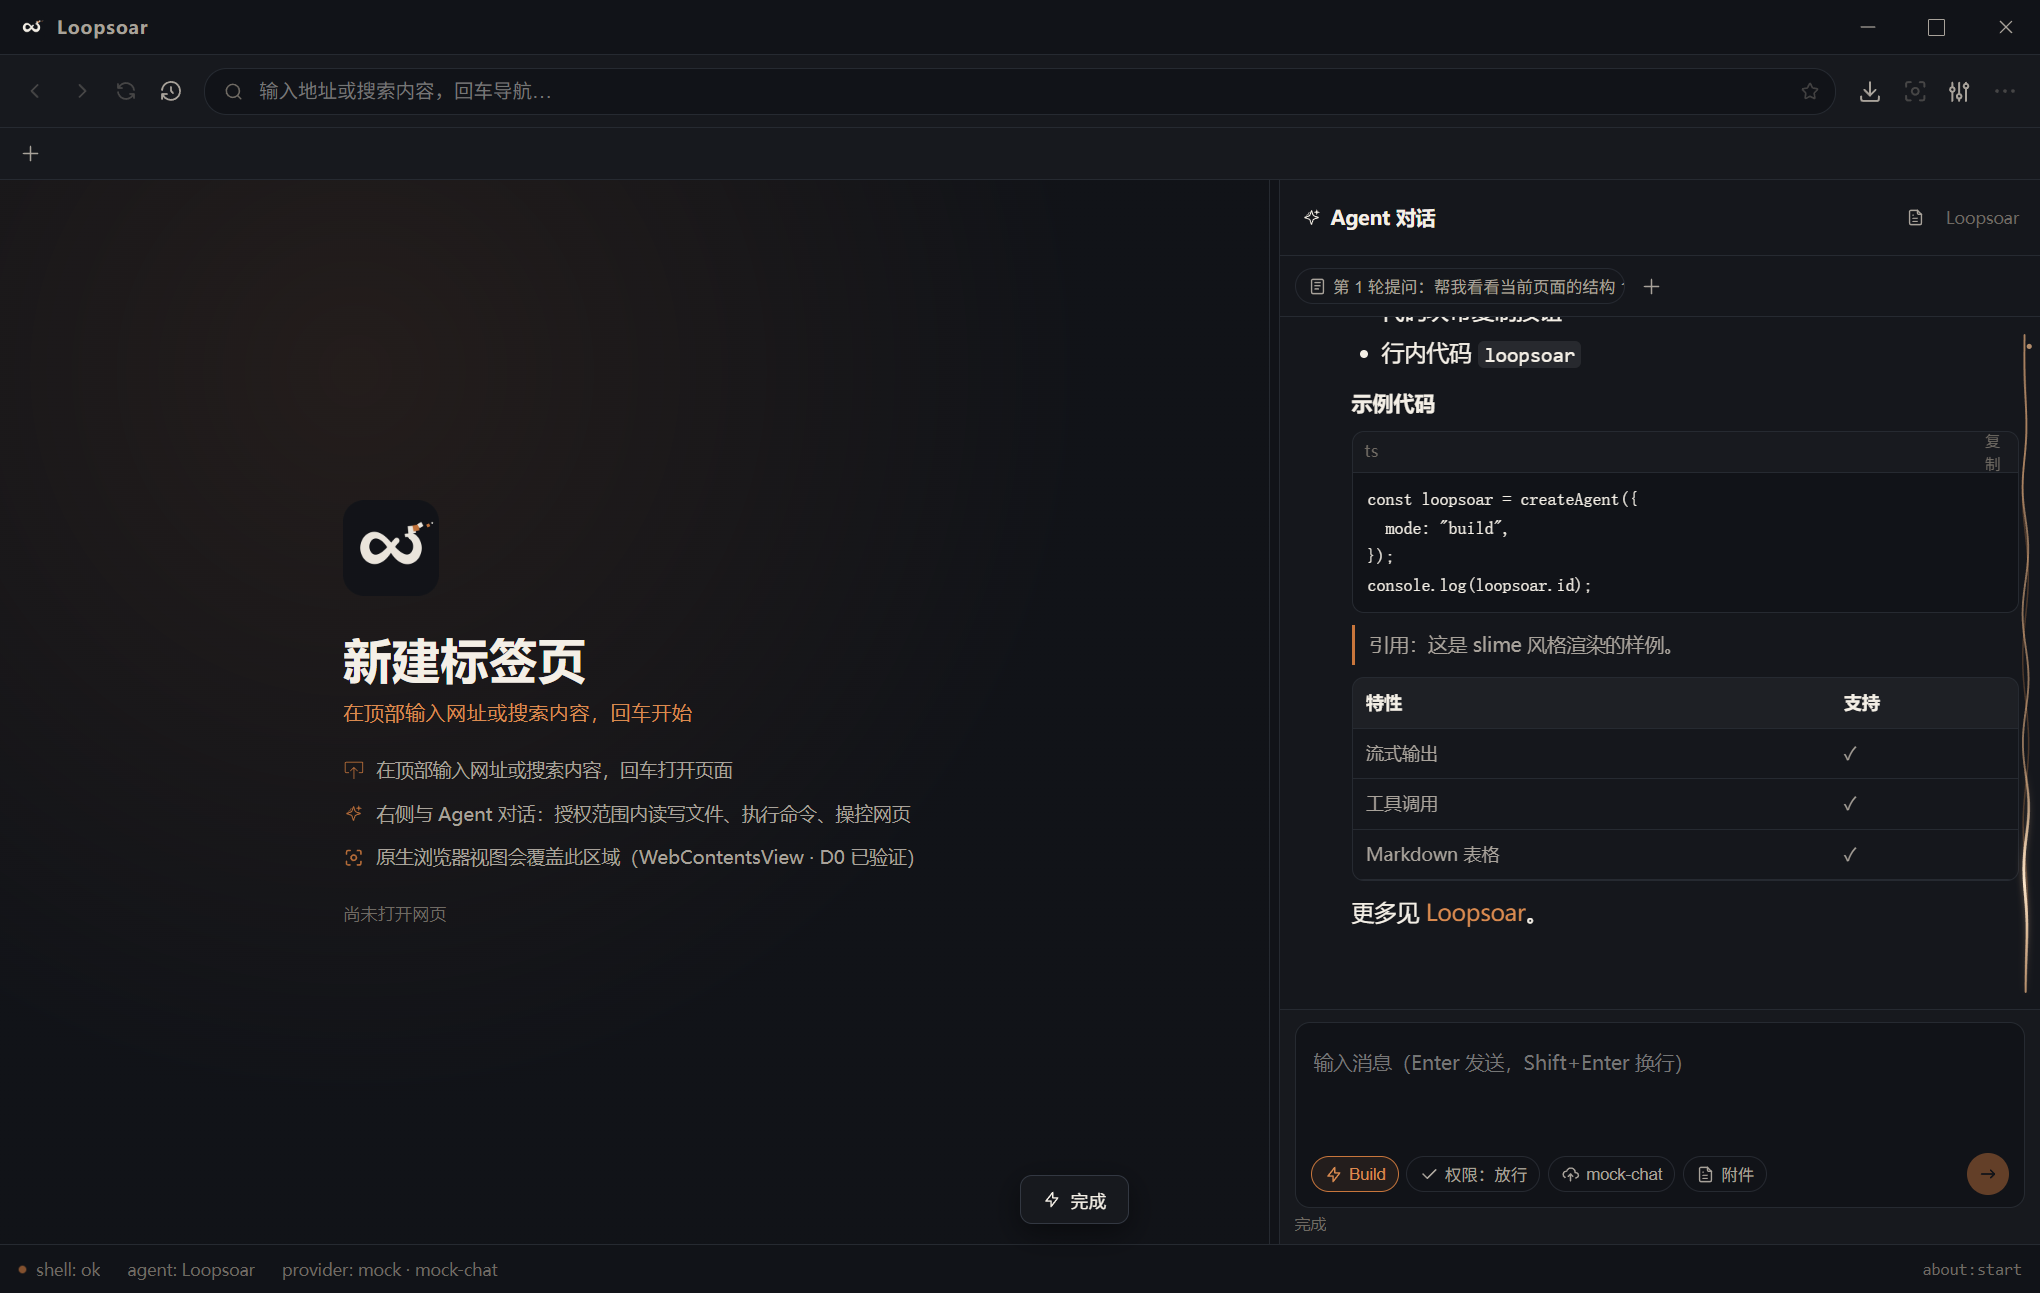 Loopsoar
输入地址或搜索内容，回车导航...
新建标签页
在顶部输入网址或搜索内容，回车开始
在顶部输入网址或搜索内容，回车打开页面
右侧与 Agent 对话：授权范围内读写文件、执行命令、操控网页
原生浏览器视图会覆盖此区域（WebContentsView · D0 已验证）
尚未打开网页
完成
Agent 对话
Loopsoar
第 1 轮提问：帮我看看当前页面的结构
代码块带复制按钮
行内代码 loopsoar
示例代码
ts
复制
const loopsoar = createAgent({
mode: "build",
});
console.log(loopsoar.id);
引用：这是 slime 风格渲染的样例。
特性 支持
流式输出 ✓
工具调用 ✓
Markdown 表格 ✓
更多见 Loopsoar。
输入消息（Enter 发送，Shift+Enter 换行）
Build
权限：放行
mock-chat
附件
完成
shell: ok
agent: Loopsoar
provider: mock · mock-chat
about:start